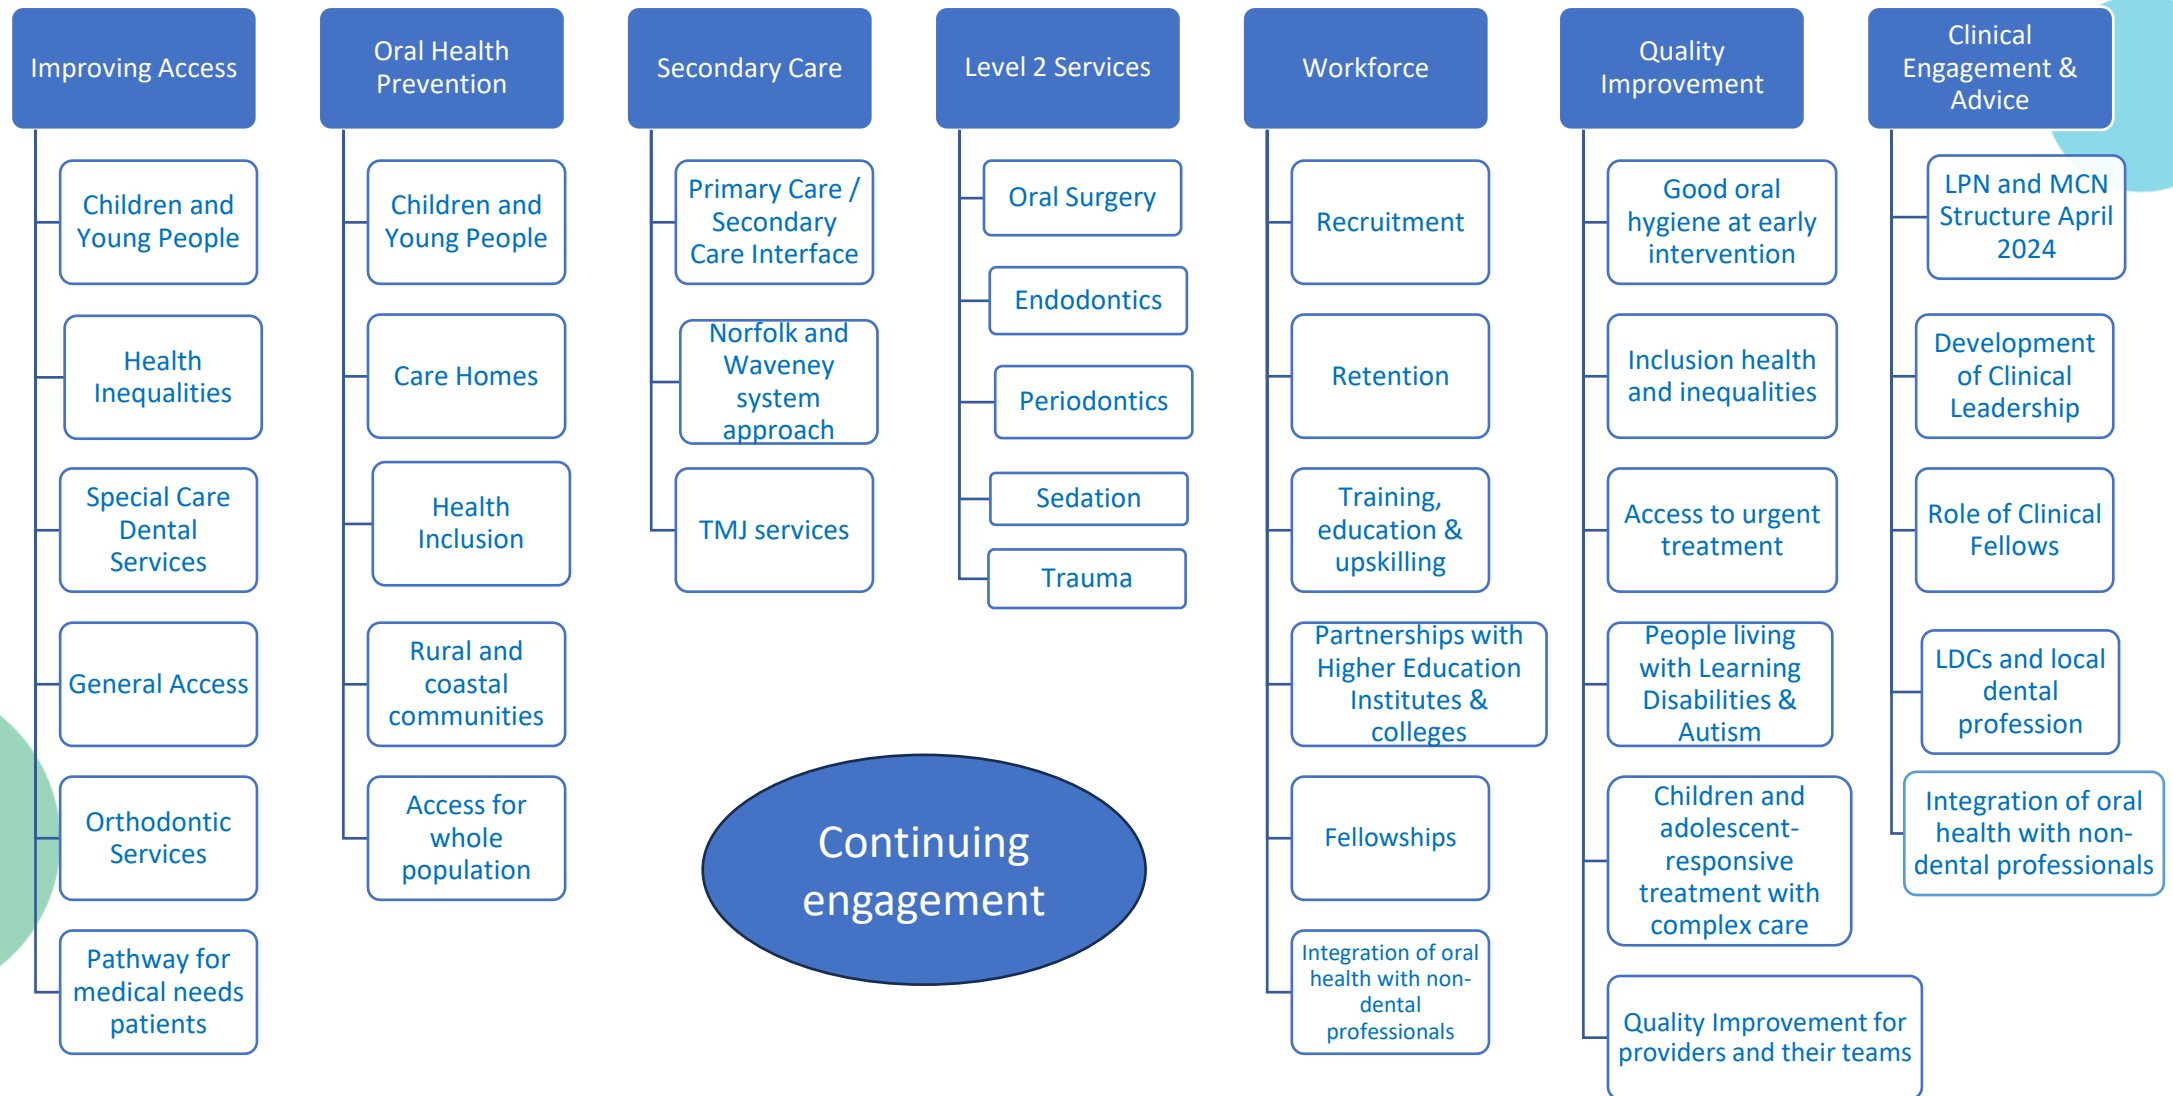 Improving Access
Children and
Young People
Health
Inequalities
Special Care
Dental
Services
General Access
Orthodontic
Services
Pathway for
medical needs
patients
Oral Health
Prevention
Children and
Young People
Care Homes
Health
Inclusion
Rural and
coastal
communities
Access for
whole
population
Secondary Care
Primary Care /
Secondary
Care Interface
Norfolk and
Waveney
system
approach
TMJ services
Level 2 Services
Oral Surgery
Endodontics
Periodontics
Sedation
Trauma
Continuing
engagement
Workforce
Recruitment
Retention
Training,
education &
upskilling
Partnerships with
Higher Education
Institutes &
colleges
Fellowships
Integration of oral
health with non-
dental
professionals
Quality
Improvement
Good oral
hygiene at early
intervention
Inclusion health
and inequalities
Access to urgent
treatment
People living
with Learning
Disabilities &
Autism
Children and
adolescent-
responsive
treatment with
complex care
Quality Improvement for
providers and their teams
Clinical
Engagement &
Advice
LPN and MCN
Structure April
2024
Development
of Clinical
Leadership
Role of Clinical
Fellows
LDCs and local
dental
profession
Integration of oral
health with non-
dental professionals